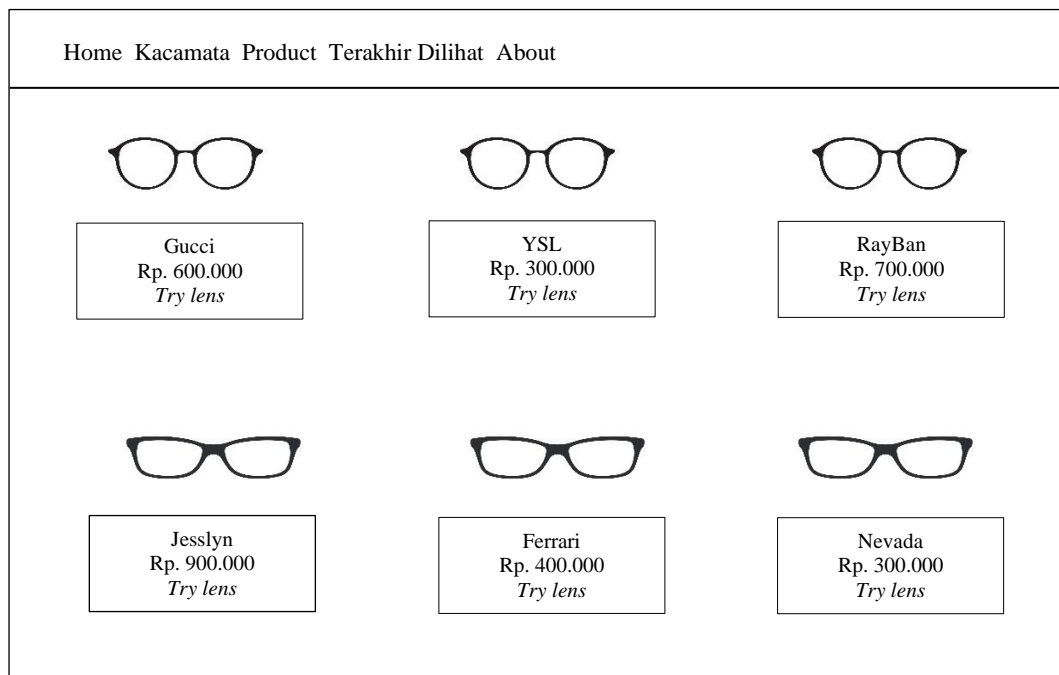 Home Kacamata Product Terakhir Dilihat About
Gucci
Rp. 600.000
Try lens
YSL
Rp. 300.000
Try lens
RayBan
Rp. 700.000
Try lens
Jesslyn
Rp. 900.000
Try lens
Ferrari
Rp. 400.000
Try lens
Nevada
Rp. 300.000
Try lens